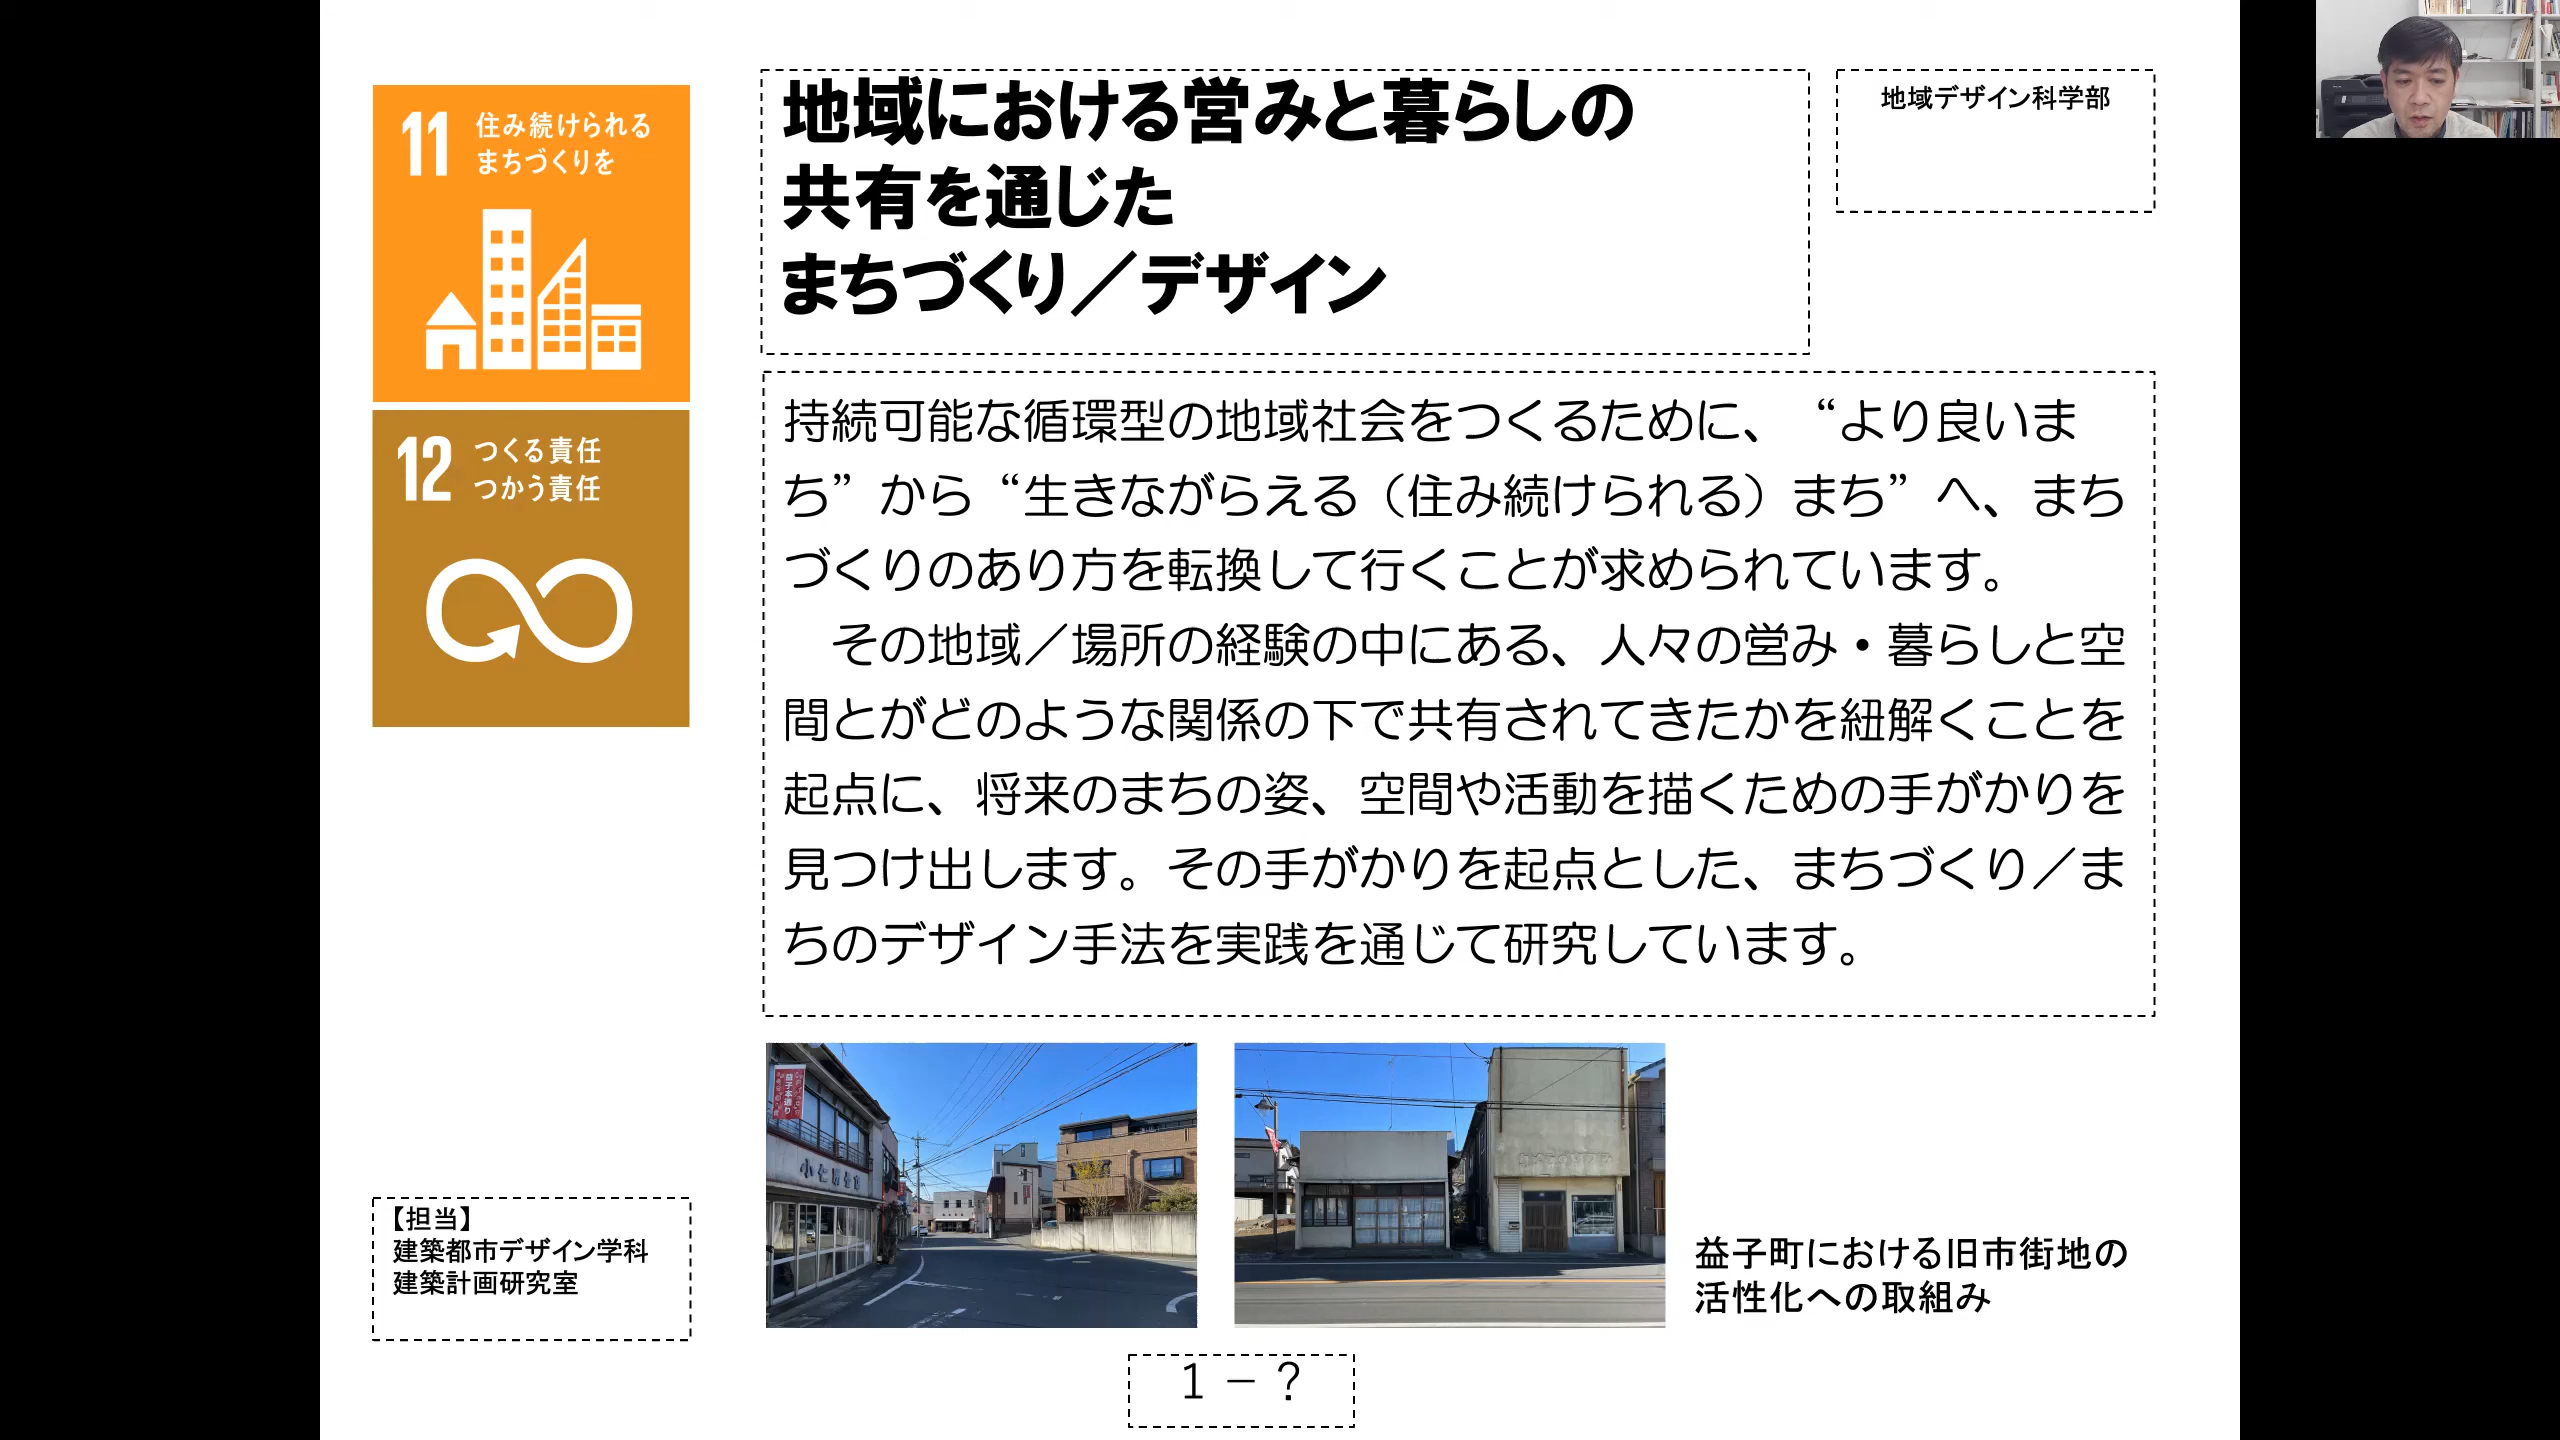 11 住み続けられる
まちづくりを
12 つくる責任
つかう責任
地域における営みと暮らしの
共有を通じた
まちづくり／デザイン
地域デザイン科学部
持続可能な循環型の地域社会をつくるために、“より良いま
ち”から“生きながらえる（住み続けられる）まち”へ、まち
づくりのあり方を転換して行くことが求められています。
　その地域／場所の経験の中にある、人々の営み・暮らしと空
間とがどのような関係の下で共有されてきたかを紐解くことを
起点に、将来のまちの姿、空間や活動を描くための手がかりを
見つけ出します。その手がかりを起点とした、まちづくり／ま
ちのデザイン手法を実践を通じて研究しています。
益子本通り
益子町における旧市街地の
活性化への取組み
【担当】
建築都市デザイン学科
建築計画研究室
１－？